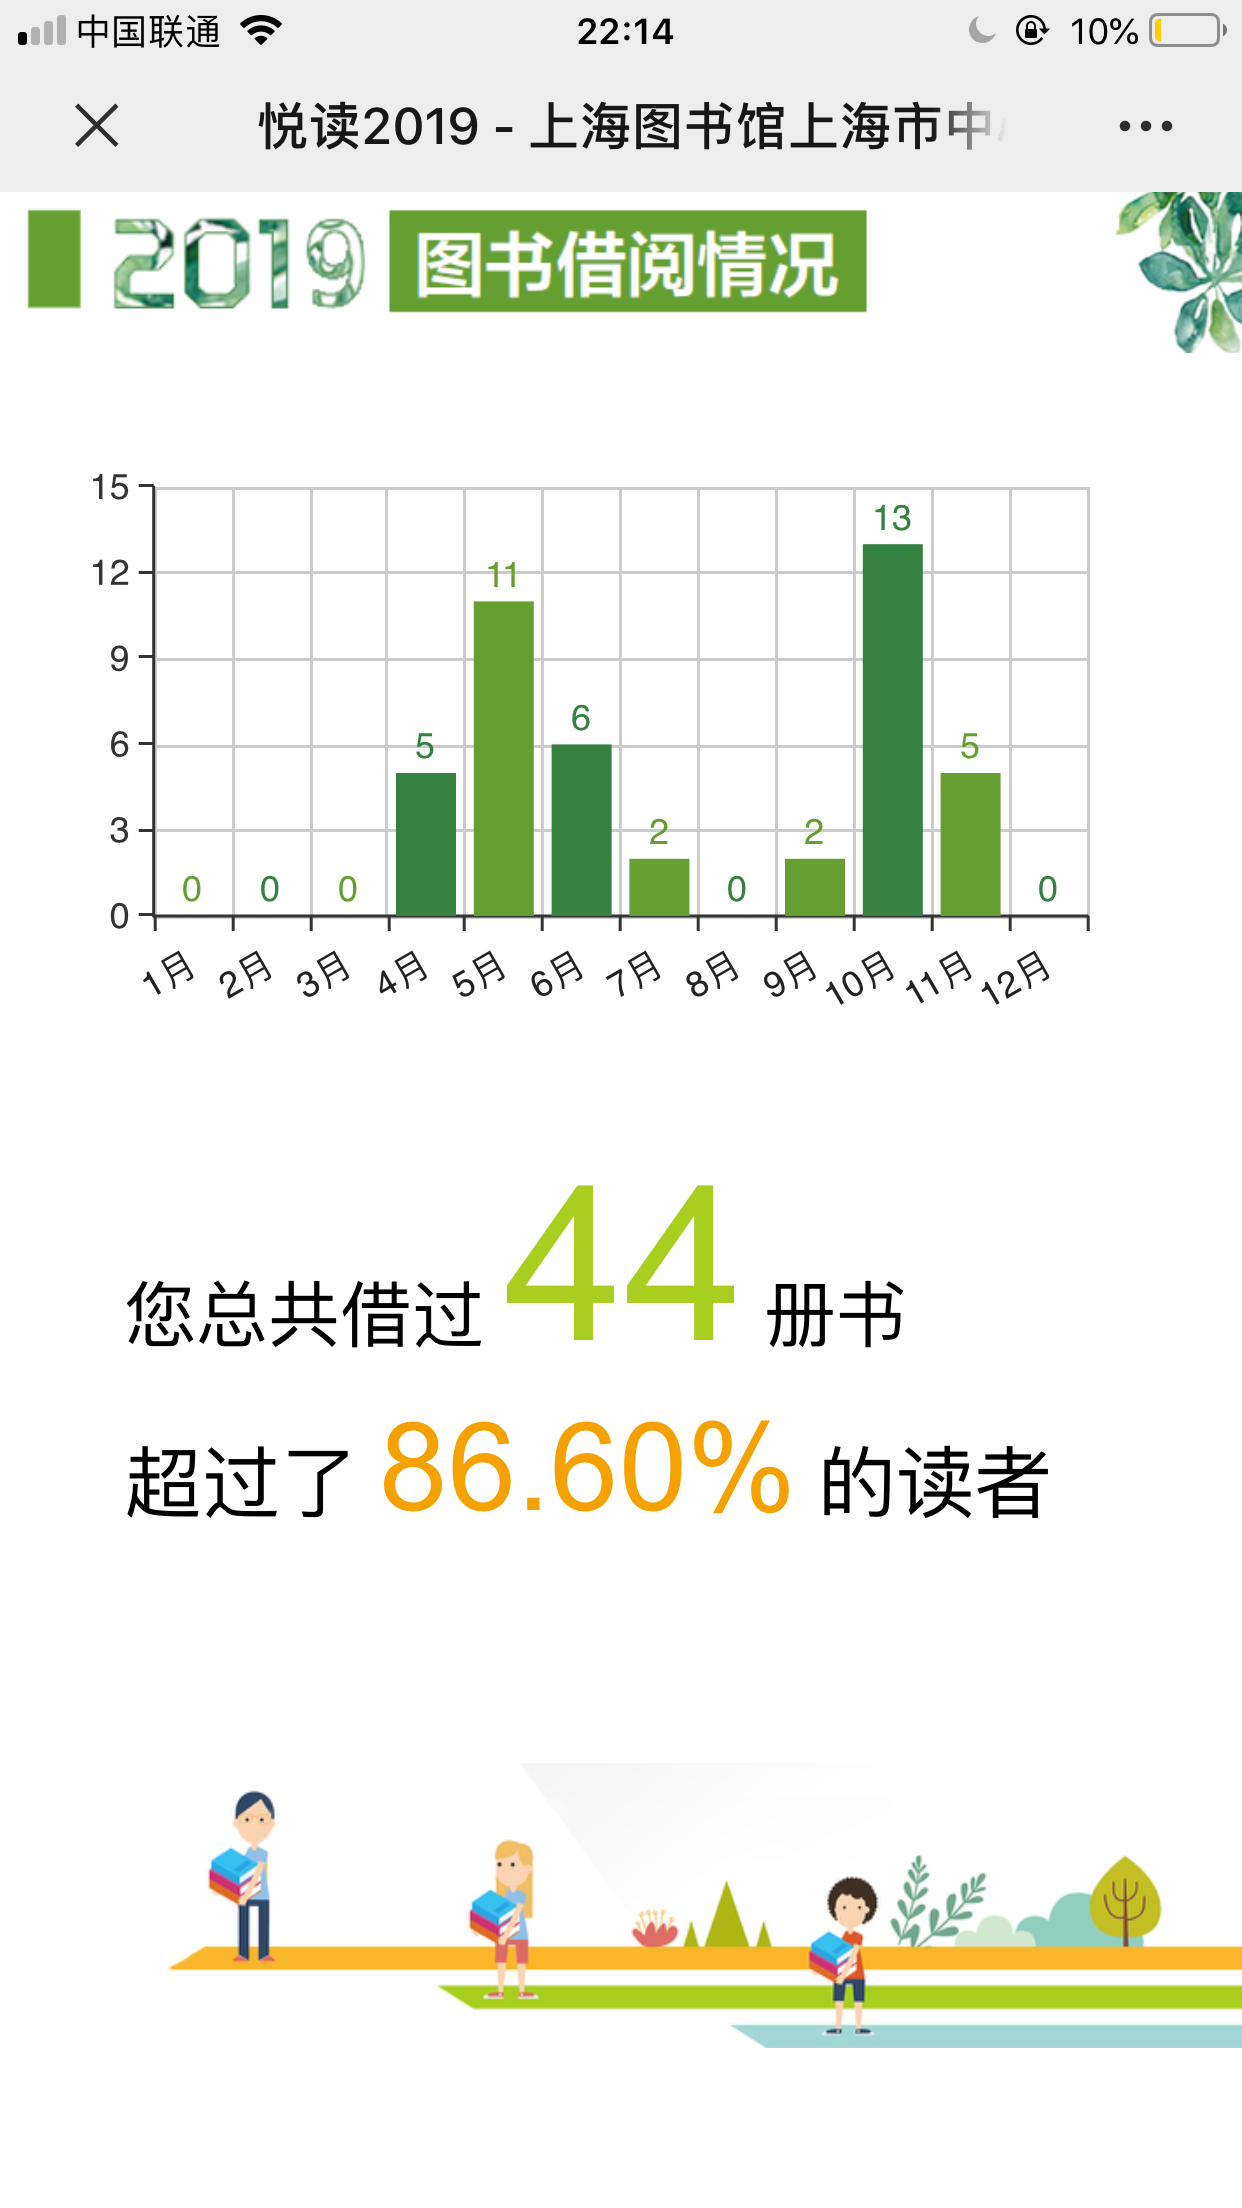 中国联通 22:14 10%
悦读2019 - 上海图书馆上海市中
2019 图书借阅情况
15
12
9
6
3
0
0 0 0 5 11 6 2 0 2 13 5 0
1月 2月 3月 4月 5月 6月 7月 8月 9月 10月 11月 12月
您总共借过 44 册书
超过了 86.60% 的读者